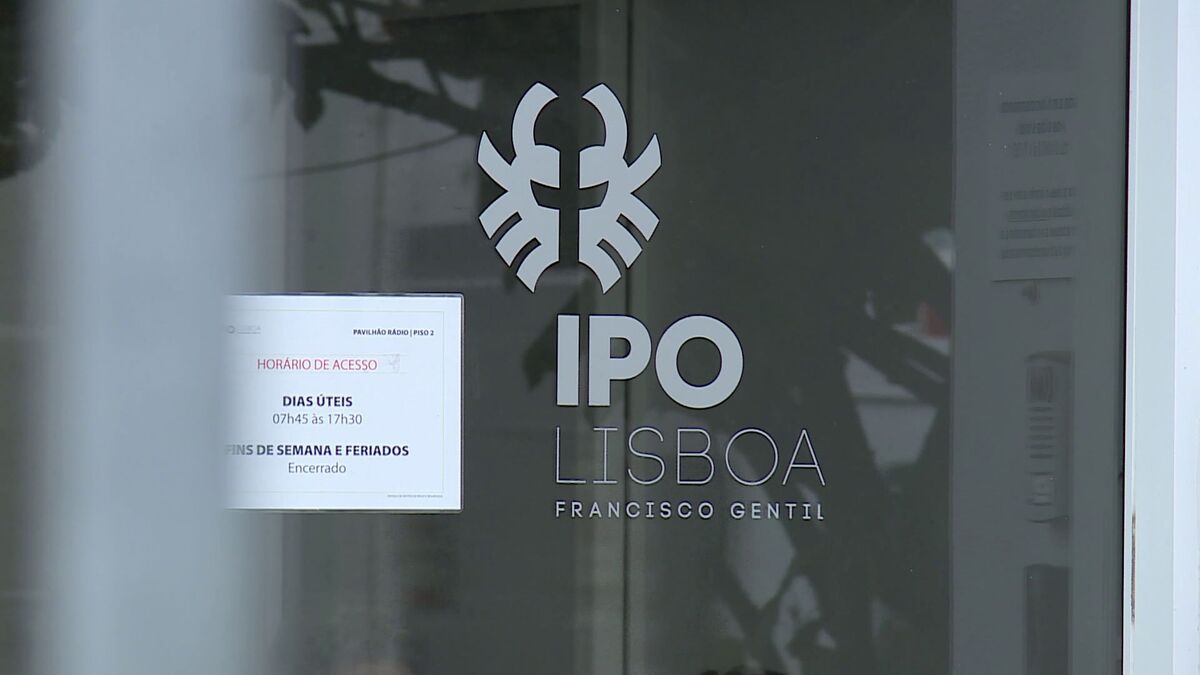 LISBOA
PAVILHÃO RÁDIO | PISO 2
HORÁRIO DE ACESSO
DIAS ÚTEIS
07h45 às 17h30
FINS DE SEMANA E FERIADOS
Encerrado
IPO
LISBOA
FRANCISCO GENTIL